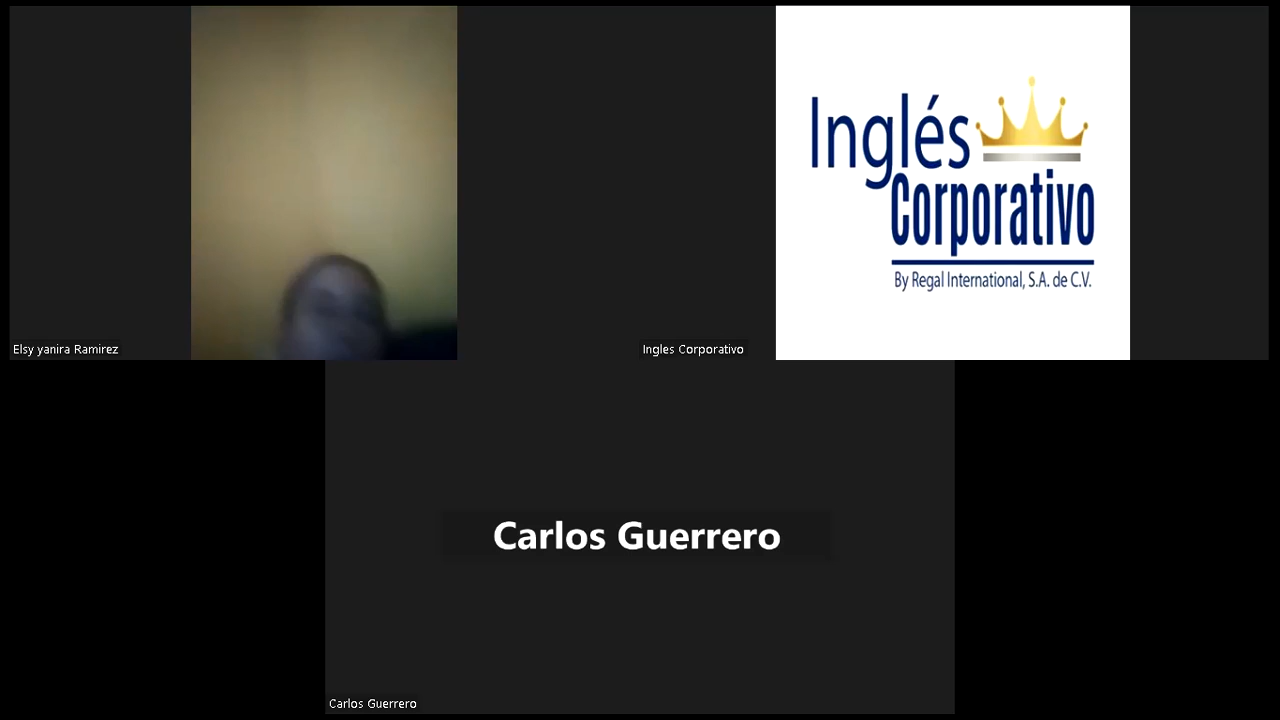 Inglés
Corporativo
By Regal International, S.A. de C.V.
Elsy yanira Ramirez
Ingles Corporativo
Carlos Guerrero
Carlos Guerrero